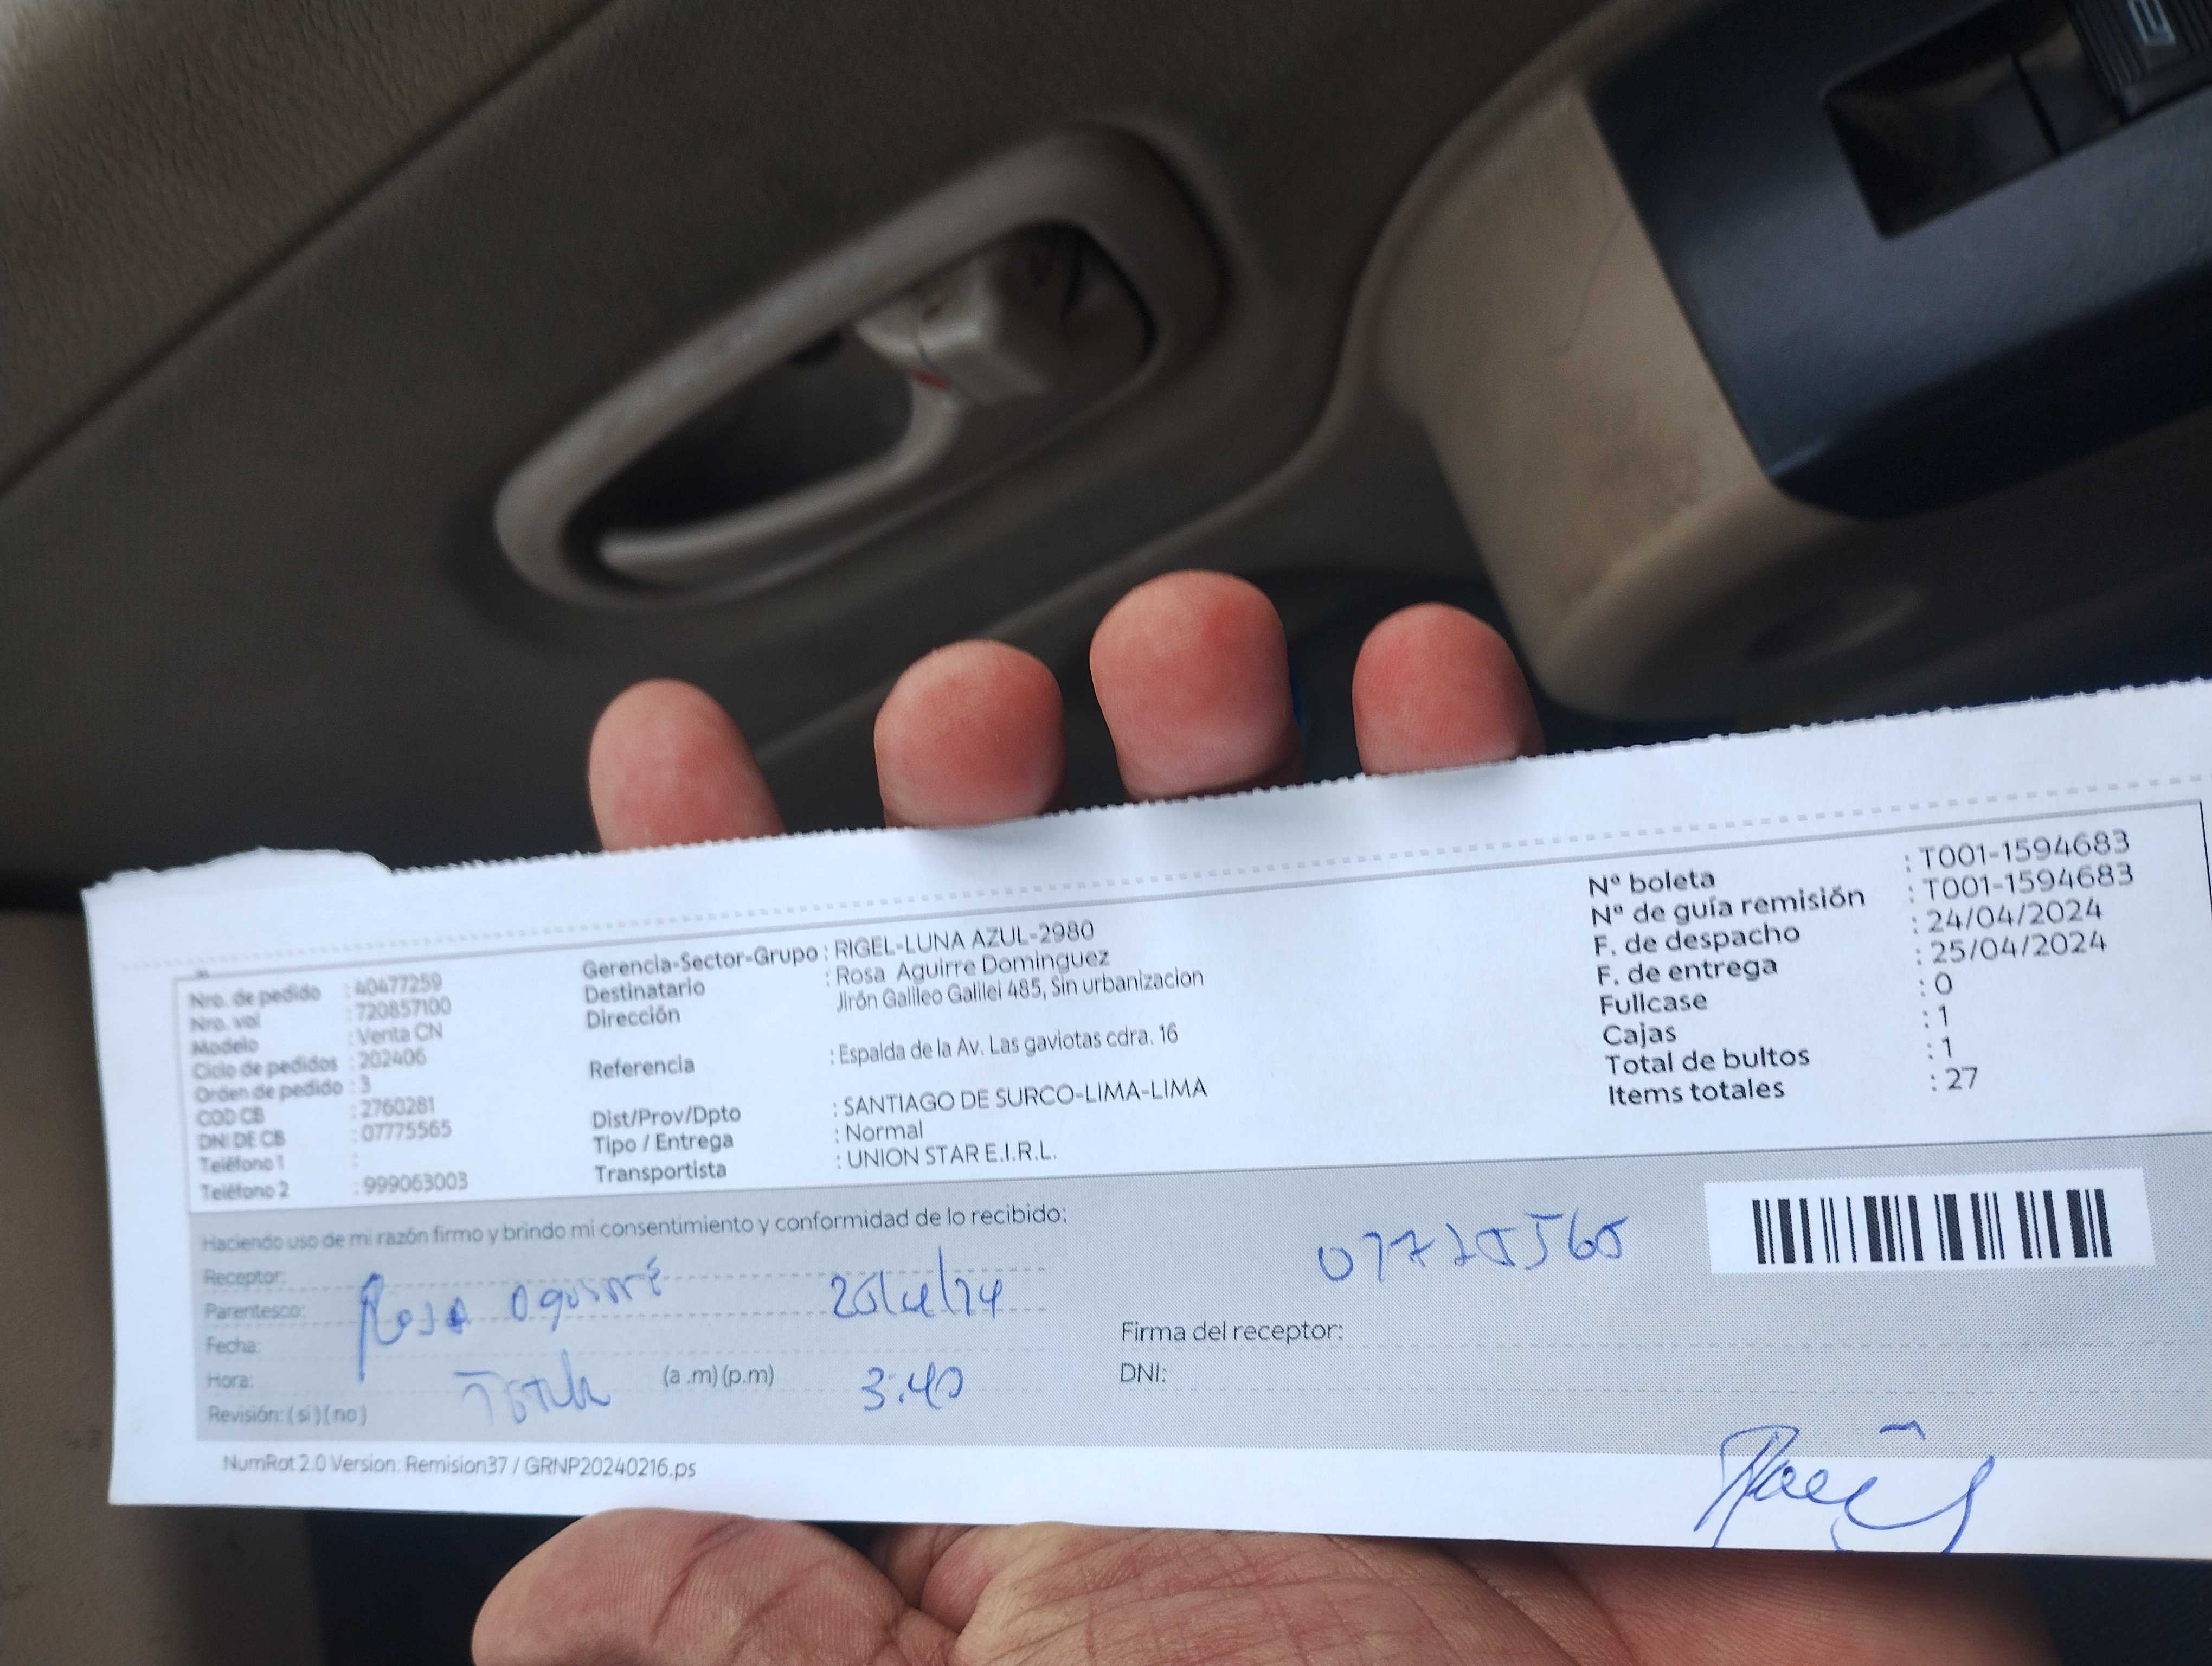 Nro. de pedido : 40477259
Nro. vol : 720857100
Modelo : Venta CN
Ciclo de pedidos : 202406
Orden de pedido : 3
COD CB : 2760281
DNI DE CB : 07775565
Teléfono 1 :
Teléfono 2 : 999063003
Gerencia-Sector-Grupo : RIGEL-LUNA AZUL-2980
Destinatario : Rosa Aguirre Dominguez
Dirección Jirón Galileo Galilei 485, Sin urbanizacion
Referencia : Espalda de la Av. Las gaviotas cdra. 16
Dist/Prov/Dpto : SANTIAGO DE SURCO-LIMA-LIMA
Tipo / Entrega : Normal
Transportista : UNION STAR E.I.R.L.
Nº boleta : T001-1594683
Nº de guía remisión : T001-1594683
F. de despacho : 24/04/2024
F. de entrega : 25/04/2024
Fullcase : 0
Cajas : 1
Total de bultos : 1
Items totales : 27
Haciendo uso de mi razón firmo y brindo mi consentimiento y conformidad de lo recibido:
Receptor:
Parentesco: Rosa
Fecha:
Hora: (a .m) (p.m) 3:40
Revisión: ( si ) ( no )
Firma del receptor:
DNI:
NumRot 2.0 Version: Remision37 / GRNP20240216.ps